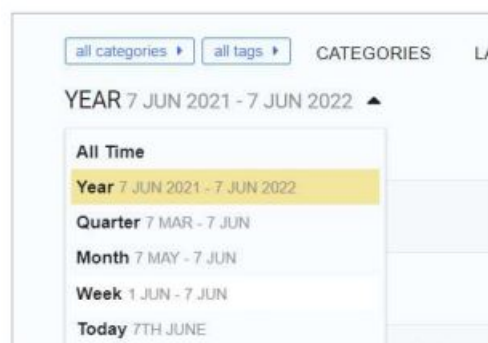 all categories all tags CATEGORIES
YEAR 7 JUN 2021 - 7 JUN 2022
All Time
Year 7 JUN 2021 - 7 JUN 2022
Quarter 7 MAR - 7 JUN
Month 7 MAY - 7 JUN
Week 1 JUN - 7 JUN
Today 7TH JUNE